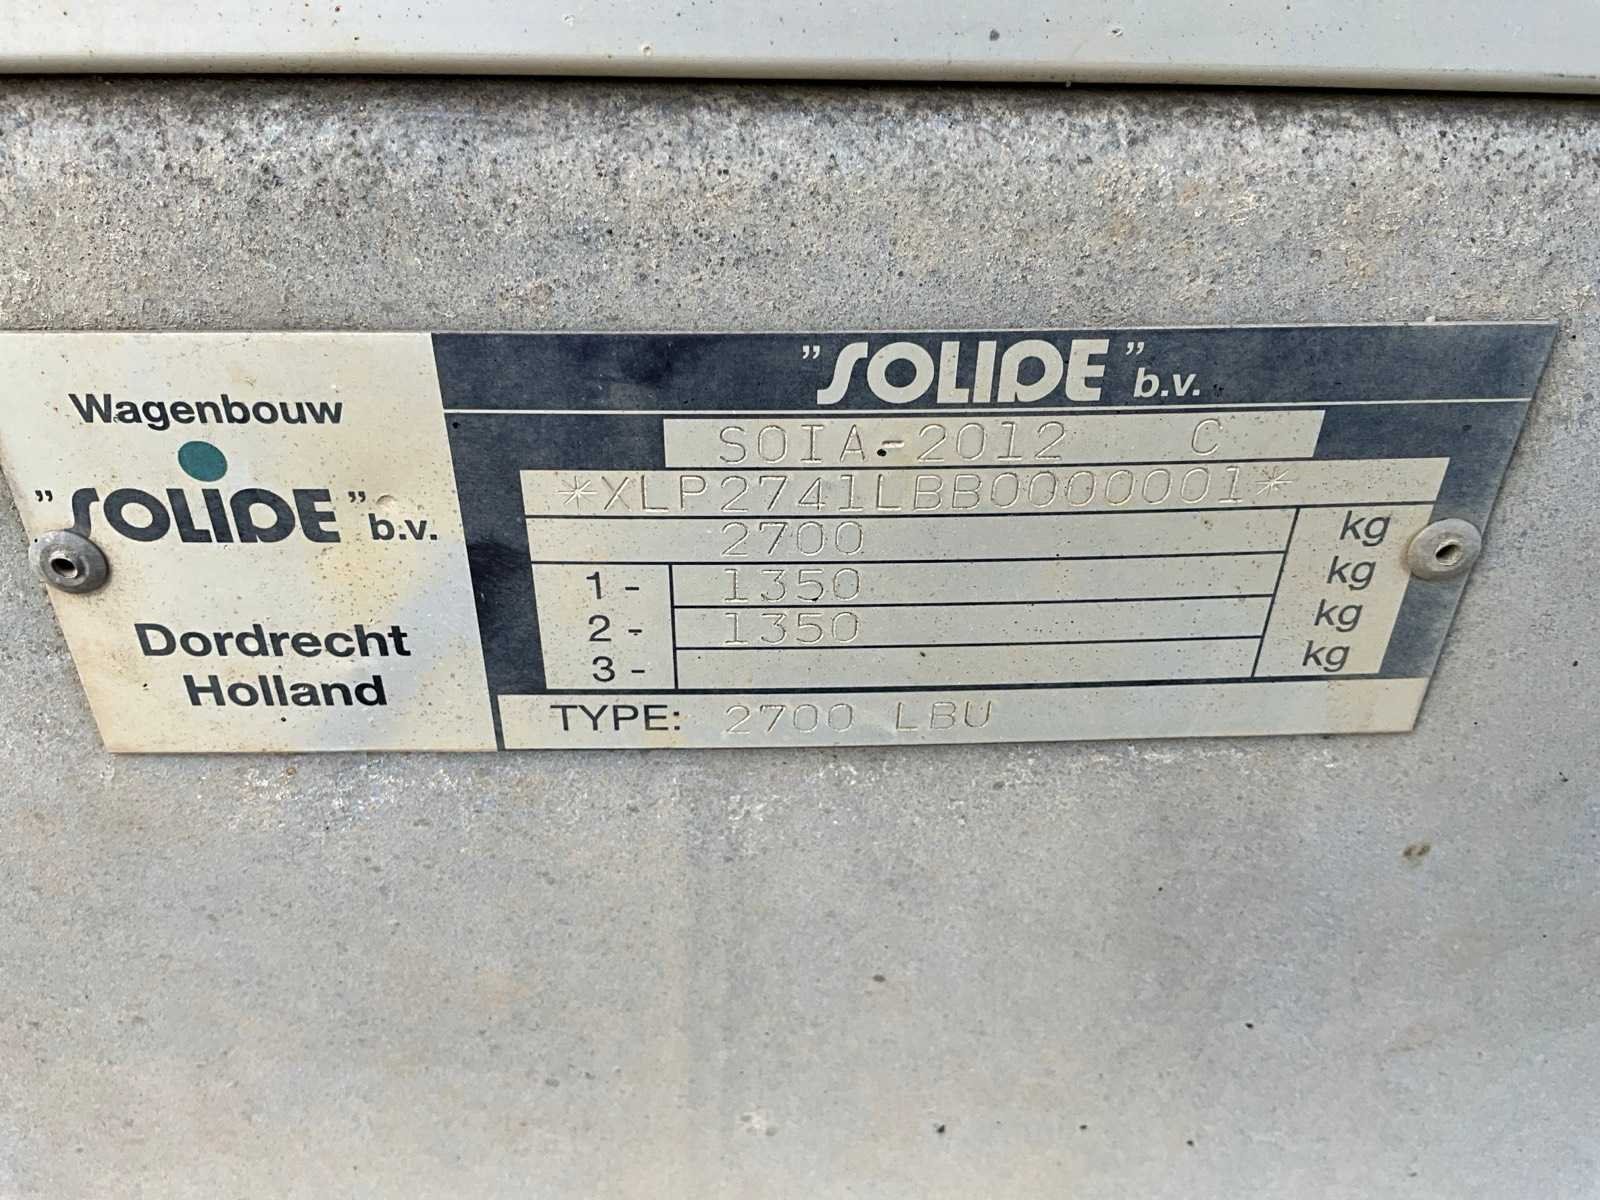 Wagenbouw
"SOLIDE" b.v.
Dordrecht
Holland
"SOLIDE" b.v.
SOIA-2012 C
*XLP2741LBB0000001*
2700 kg
1- 1350 kg
2- 1350 kg
3- kg
TYPE: 2700 LBU